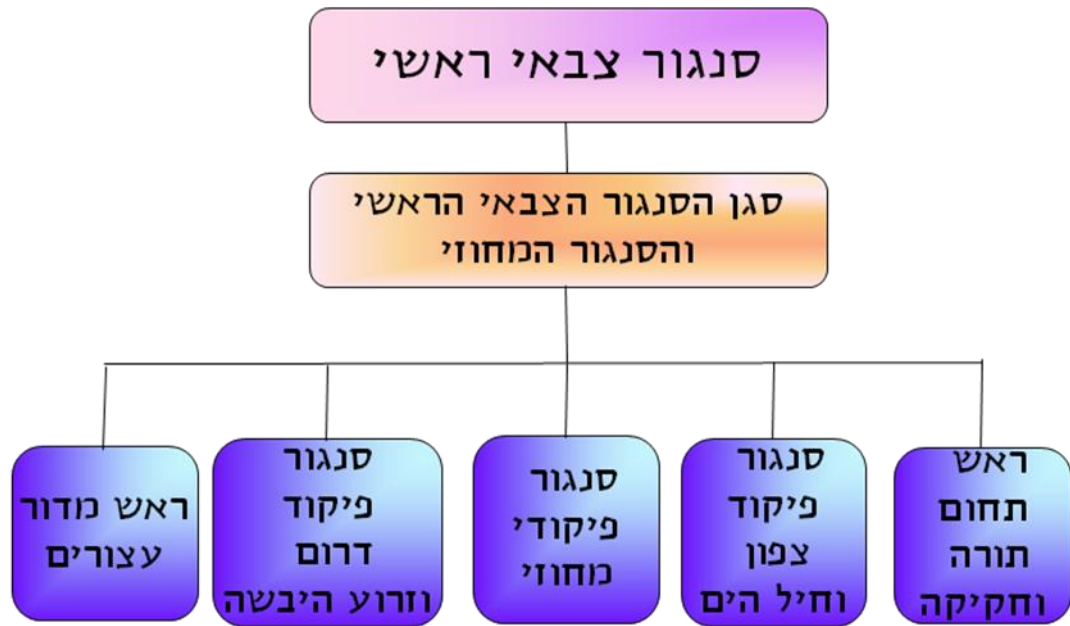 סנגור צבאי ראשי
סגן הסנגור הצבאי הראשי
והסנגור המחוזי
ראש
תחום
תורה
וחקיקה
סנגור
פיקוד
צפון
וחיל הים
סנגור
פיקודי
מחוזי
סנגור
פיקוד
דרום
וזרוע היבשה
ראש מדור
עצורים